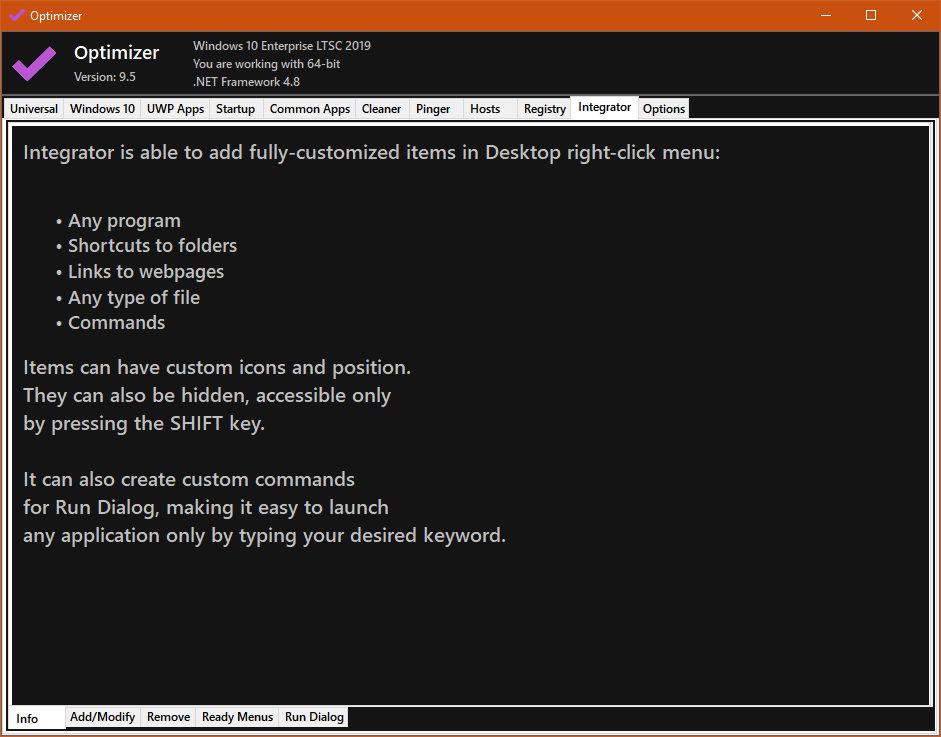 Optimizer
Optimizer
Version: 9.5
Windows 10 Enterprise LTSC 2019
You are working with 64-bit
.NET Framework 4.8
Universal Windows 10 UWP Apps Startup Common Apps Cleaner Pinger Hosts Registry Integrator Options
Integrator is able to add fully-customized items in Desktop right-click menu:
• Any program
• Shortcuts to folders
• Links to webpages
• Any type of file
• Commands
Items can have custom icons and position.
They can also be hidden, accessible only
by pressing the SHIFT key.
It can also create custom commands
for Run Dialog, making it easy to launch
any application only by typing your desired keyword.
Info Add/Modify Remove Ready Menus Run Dialog